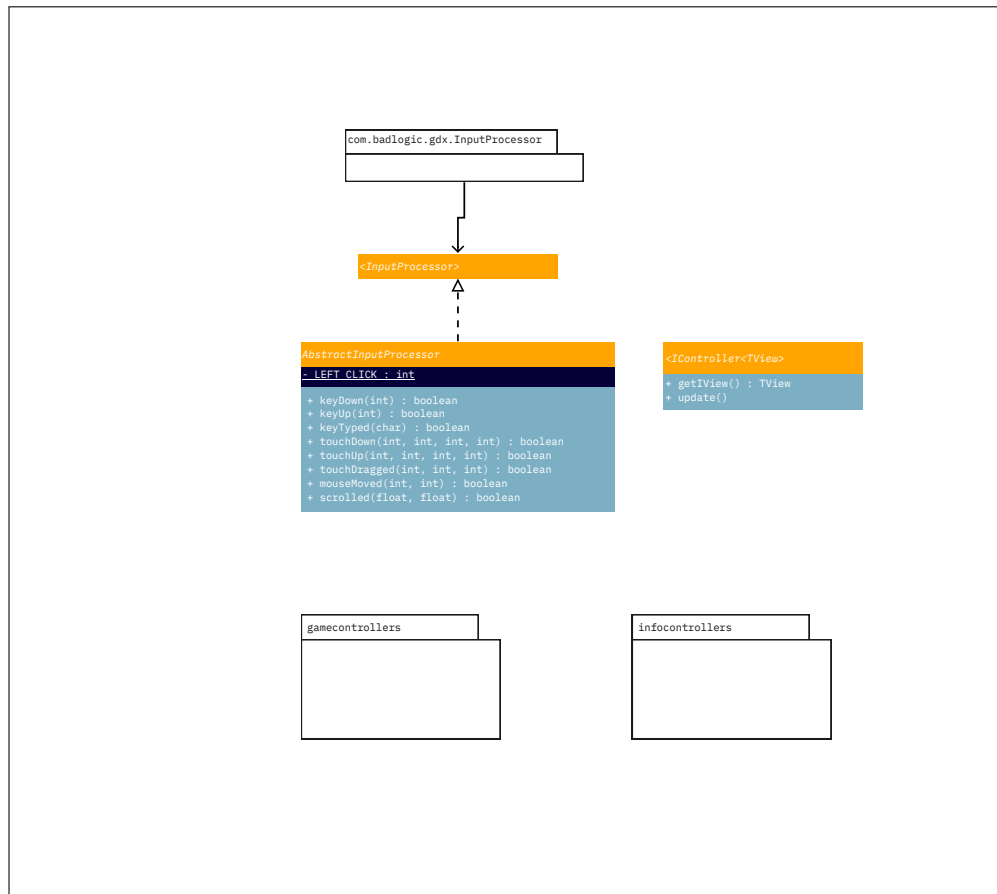 com.badlogic.gdx.InputProcessor
<InputProcessor>
AbstractInputProcessor
- LEFT CLICK : int
+ keyDown(int) : boolean
+ keyUp(int) : boolean
+ keyTyped(char) : boolean
+ touchDown(int, int, int, int) : boolean
+ touchUp(int, int, int, int) : boolean
+ touchDragged(int, int, int) : boolean
+ mouseMoved(int, int) : boolean
+ scrolled(float, float) : boolean
<IController<TView>
+ getIView() : TView
+ update()
gamecontrollers
infocontrollers